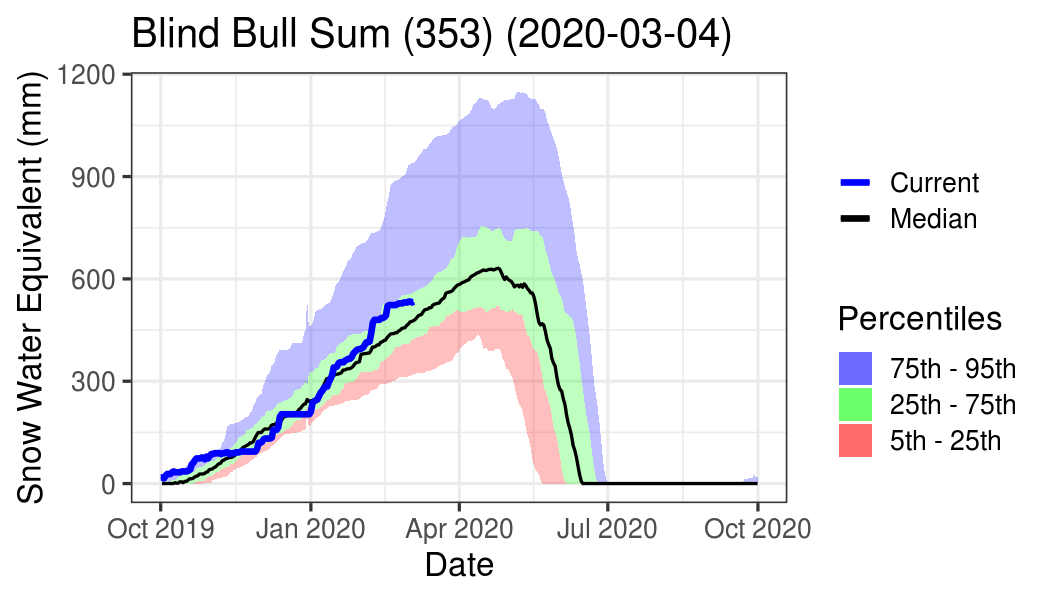 Blind Bull Sum (353) (2020-03-04)
Snow Water Equivalent (mm)
1200
900
600
300
0
Oct 2019
Jan 2020
Apr 2020
Jul 2020
Oct 2020
Date
Current
Median
Percentiles
75th - 95th
25th - 75th
5th - 25th